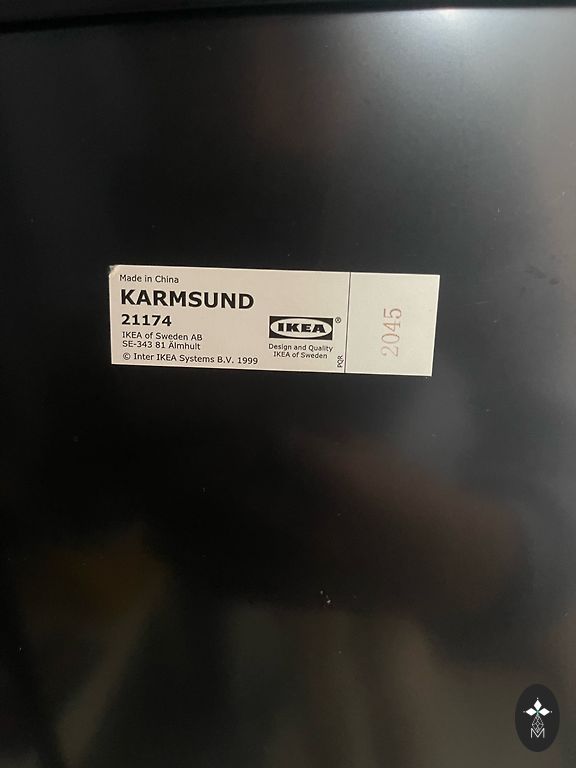 Made in China
KARMSUND
21174
IKEA of Sweden AB
SE-343 81 Älmhult
© Inter IKEA Systems B.V. 1999
IKEA®
Design and Quality
IKEA of Sweden
PQR
2045
M